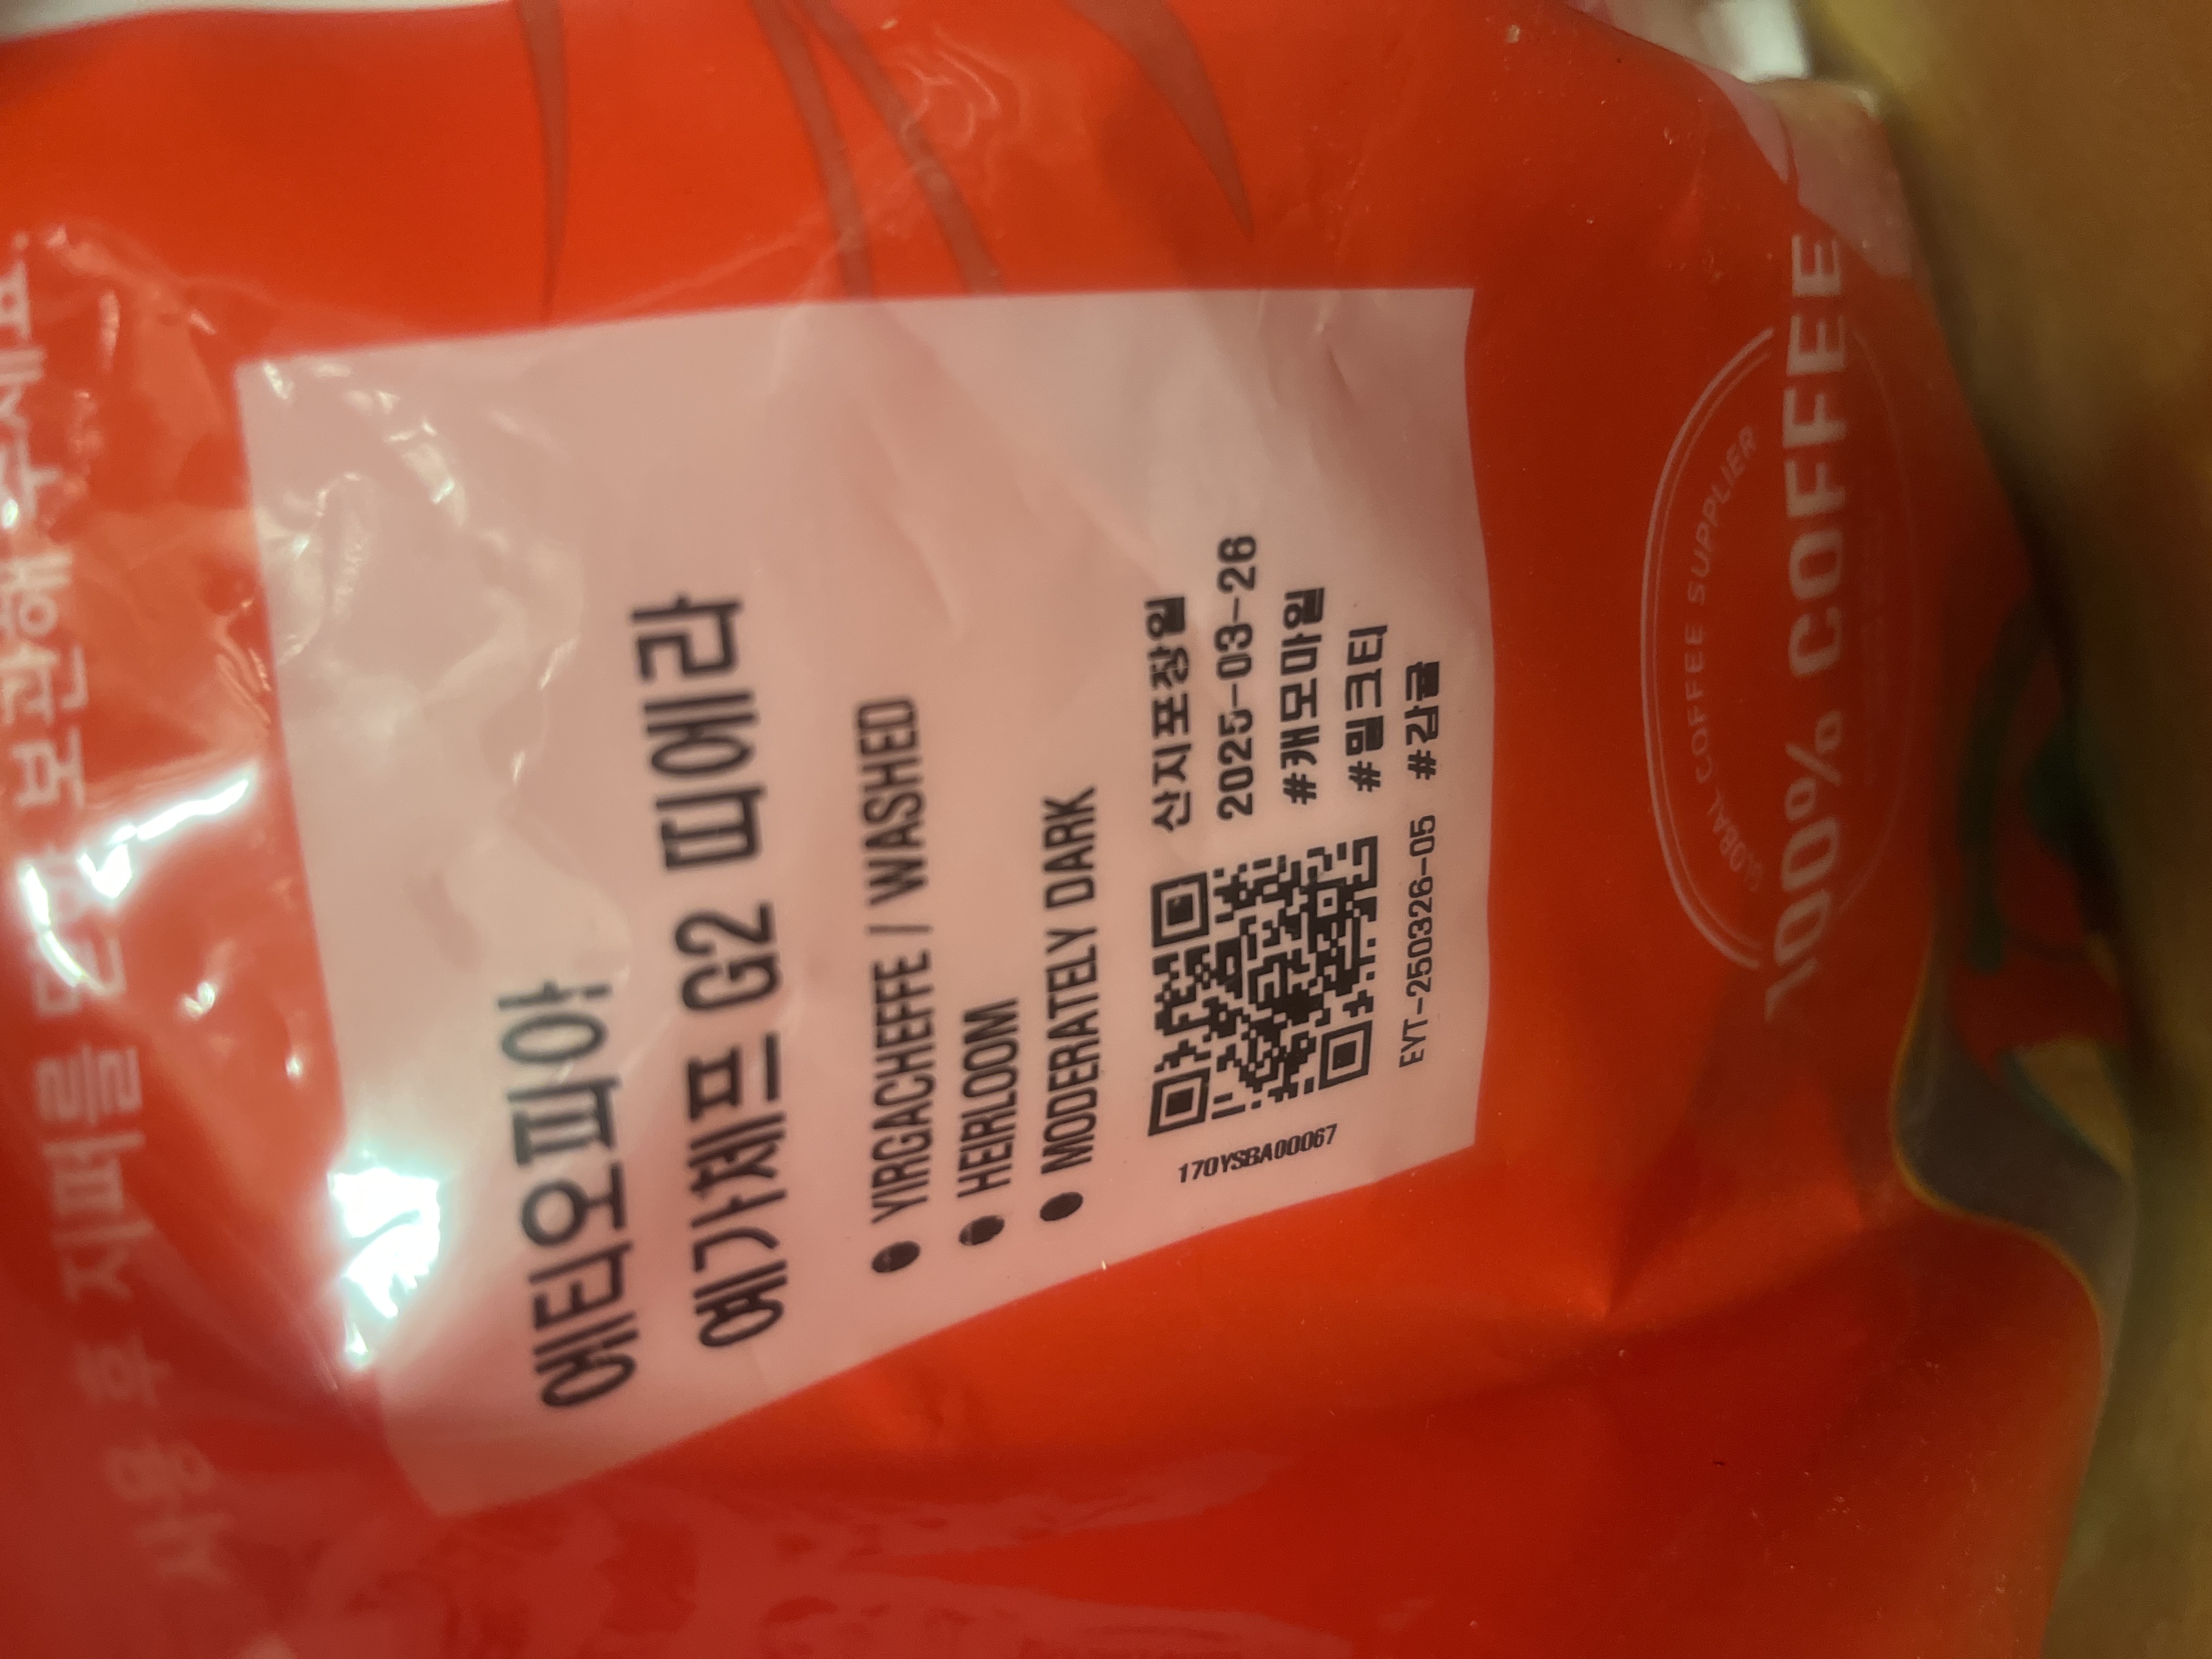 에티오피아
예가체프 G2 띠에라
YIRGACHEFFE / WASHED
HEIRLOOM
MODERATELY DARK
170YSBA00067
산지포장일
2025-03-26
#캐모마일
#밀크티
#감귤
EYT-250326-05
GLOBAL COFFEE SUPPLIER
100% COFFEE